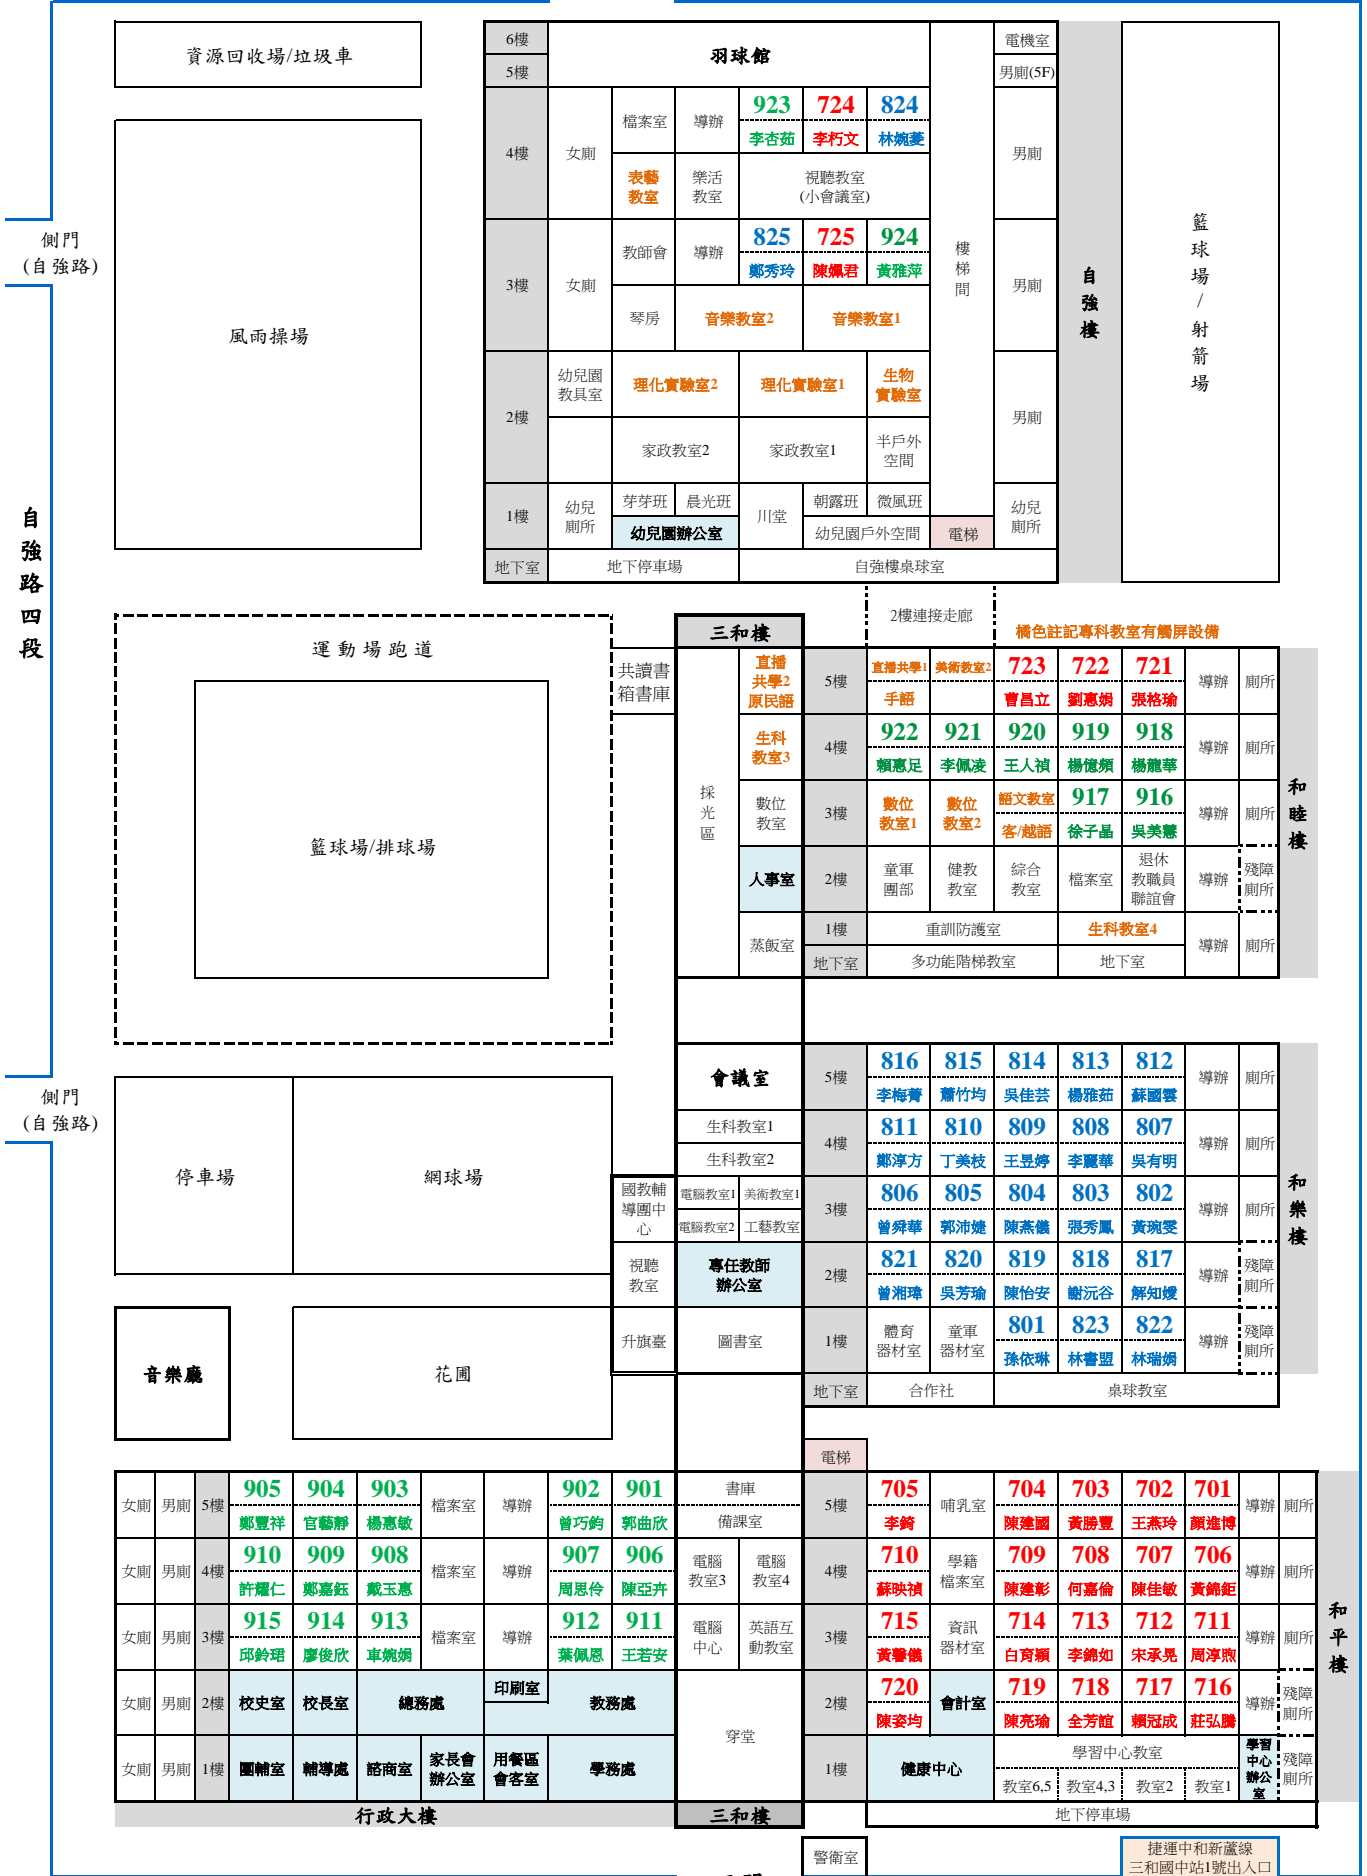 資源回收場/垃圾車
6樓
羽球館
電機室
5樓
男廁(5F)
4樓
女廁
檔案室
導辦
923
724
824
李杏茹
李杇文
林婉菱
男廁
表藝
教室
樂活
教室
視聽教室
(小會議室)
側門
(自強路)
風雨操場
3樓
女廁
教師會
導辦
825
725
924
鄭秀玲
陳姵君
黃雅萍
樓
梯
間
男廁
琴房
音樂教室2
音樂教室1
自
強
樓
籃
球
場
/
射
箭
場
2樓
幼兒園
教具室
理化實驗室2
理化實驗室1
生物
實驗室
男廁
家政教室2
家政教室1
半戶外
空間
1樓
幼兒
廁所
芽芽班
晨光班
川堂
朝露班
微風班
幼兒
廁所
幼兒園辦公室
幼兒園戶外空間
電梯
地下室
地下停車場
自強樓桌球室
自
強
路
四
段
2樓連接走廊
橘色註記專科教室有觸屏設備
運動場跑道
籃球場/排球場
共讀書
箱書庫
三和樓
採
光
區
直播
共學2
原民語
5樓
直播共學1
美術教室2
723
722
721
手語
曹昌立
劉惠娟
張格瑜
導辦
廁所
生科
教室3
4樓
922
921
920
919
918
賴惠足
李佩凌
王人禎
楊憶頻
楊龍華
導辦
廁所
數位
教室
3樓
數位
教室1
數位
教室2
語文教室
917
916
客/越語
徐子晶
吳美慧
導辦
廁所
和
睦
樓
人事室
2樓
童軍
團部
健教
教室
綜合
教室
檔案室
退休
教職員
聯誼會
導辦
殘障
廁所
蒸飯室
1樓
重訓防護室
生科教室4
導辦
廁所
地下室
多功能階梯教室
地下室
側門
(自強路)
停車場
網球場
會議室
5樓
816
815
814
813
812
李梅菁
蕭竹均
吳佳芸
楊雅茹
蘇國雲
導辦
廁所
生科教室1
生科教室2
4樓
811
810
809
808
807
鄭淳方
丁美枝
王昱婷
李麗華
吳有明
導辦
廁所
國教輔
導團中
心
電腦教室1
美術教室1
電腦教室2
工藝教室
3樓
806
805
804
803
802
曾舜華
郭沛婕
陳燕儀
張秀鳳
黃琬雯
導辦
廁所
和
樂
樓
視聽
教室
專任教師
辦公室
2樓
821
820
819
818
817
曾湘瑋
吳芳瑜
陳怡安
謝沅谷
解知嬡
導辦
殘障
廁所
升旗臺
圖書室
1樓
體育
器材室
童軍
器材室
801
823
822
孫依琳
林書盟
林瑞娟
導辦
殘障
廁所
地下室
合作社
桌球教室
音樂廳
花圃
電梯
女廁
男廁
5樓
905
904
903
鄭豐祥
官藝靜
楊惠敏
檔案室
導辦
902
901
曾巧鈞
郭曲欣
書庫
備課室
5樓
705
李錡
哺乳室
704
703
702
701
陳建國
黃勝豐
王燕玲
顏進博
導辦
廁所
女廁
男廁
4樓
910
909
908
許耀仁
鄭嘉鈺
戴玉惠
檔案室
導辦
907
906
周思伶
陳亞卉
電腦
教室3
電腦
教室4
4樓
710
蘇映禎
學籍
檔案室
709
708
707
706
陳建彰
何嘉倫
陳佳敏
黃錦鉅
導辦
廁所
女廁
男廁
3樓
915
914
913
邱鈴珺
廖俊欣
車婉娟
檔案室
導辦
912
911
葉佩恩
王若安
電腦
中心
英語互
動教室
3樓
715
黃馨儀
資訊
器材室
714
713
712
711
白育穎
李錦如
宋承晃
周淳煦
導辦
廁所
和
平
樓
女廁
男廁
2樓
校史室
校長室
總務處
印刷室
教務處
穿堂
2樓
720
陳姿均
會計室
719
718
717
716
陳亮瑜
全芳誼
賴冠成
莊弘騰
導辦
殘障
廁所
女廁
男廁
1樓
團輔室
輔導處
諮商室
家長會
辦公室
用餐區
會客室
學務處
1樓
健康中心
學習中心教室
教室6,5
教室4,3
教室2
教室1
學習
中心
辦公
室
殘障
廁所
行政大樓
三和樓
地下停車場
警衛室
捷運中和新蘆線
三和國中站1號出入口